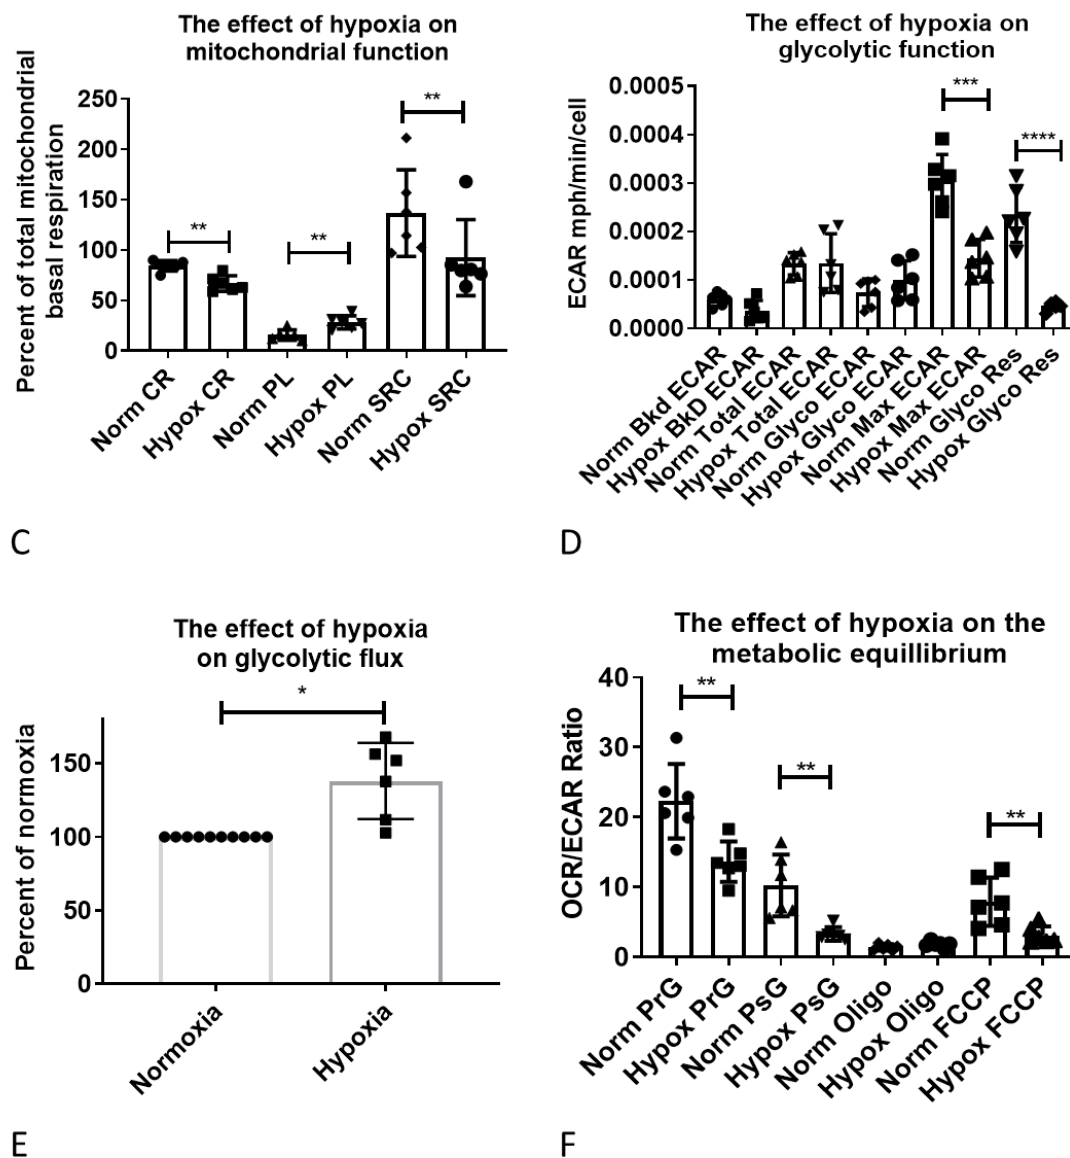 The effect of hypoxia on
mitochondrial function
Percent of total mitochondrial
basal respiration
250
200
150
100
50
0
**
**
**
Norm CR
Hypox CR
Norm PL
Hypox PL
Norm SRC
Hypox SRC
C
The effect of hypoxia on
glycolytic function
ECAR mph/min/cell
0.0005
0.0004
0.0003
0.0002
0.0001
0.0000
***
****
Norm Bkd ECAR
Hypox BkD ECAR
Norm Total ECAR
Hypox Total ECAR
Norm Glyco ECAR
Hypox Glyco ECAR
Norm Max ECAR
Hypox Max ECAR
Norm Glyco Res
Hypox Glyco Res
D
The effect of hypoxia
on glycolytic flux
Percent of normoxia
150
100
50
0
*
Normoxia
Hypoxia
E
The effect of hypoxia on the
metabolic equillibrium
OCR/ECAR Ratio
40
30
20
10
0
**
**
**
Norm PrG
Hypox PrG
Norm PsG
Hypox PsG
Norm Oligo
Hypox Oligo
Norm FCCP
Hypox FCCP
F